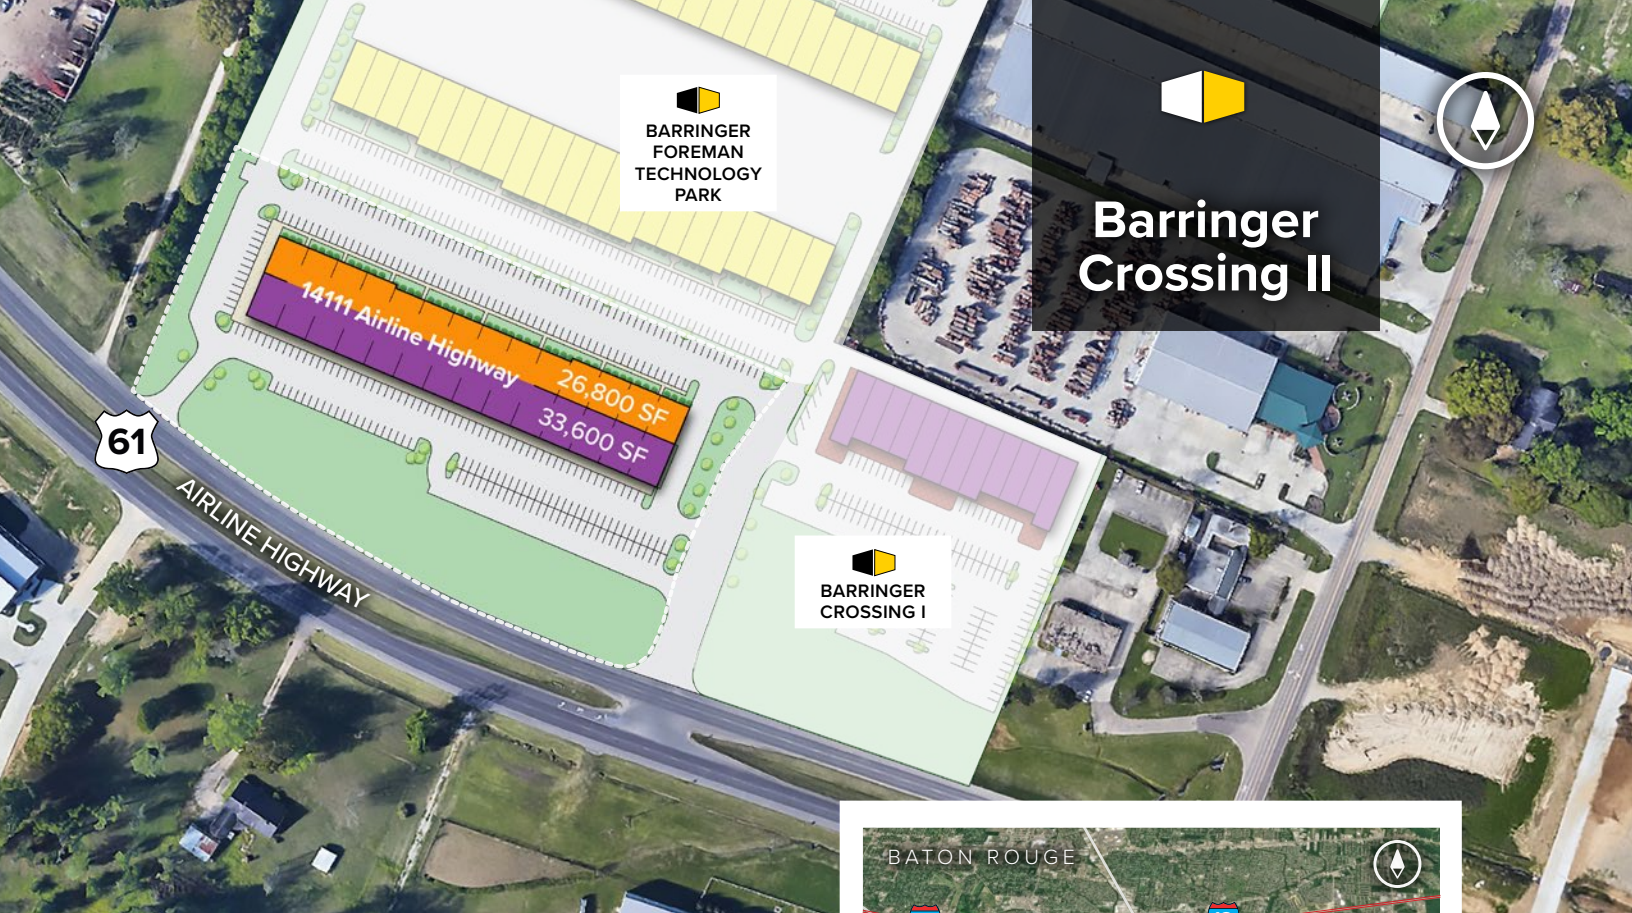 BARRINGER
FOREMAN
TECHNOLOGY
PARK
Barringer
Crossing II
14111 Airline Highway
26,800 SF
33,600 SF
61
AIRLINE HIGHWAY
BARRINGER
CROSSING I
BATON ROUGE